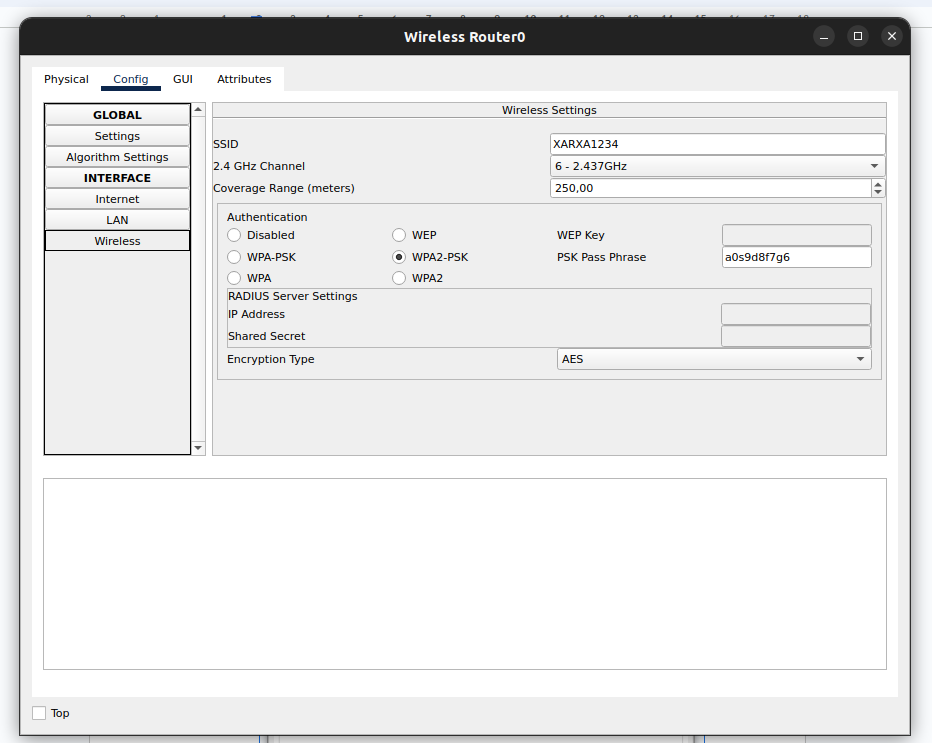 Wireless Router0
Physical Config GUI Attributes
GLOBAL
Settings
Algorithm Settings
INTERFACE
Internet
LAN
Wireless
Wireless Settings
SSID XARXA1234
2.4 GHz Channel 6 - 2.437GHz
Coverage Range (meters) 250,00
Authentication
Disabled WEP WEP Key
WPA-PSK WPA2-PSK PSK Pass Phrase a0s9d8f7g6
WPA WPA2
RADIUS Server Settings
IP Address
Shared Secret
Encryption Type AES
Top